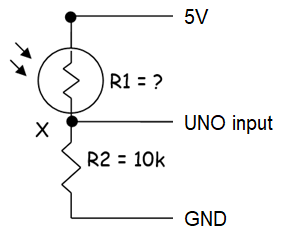 5V
R1 = ?
X
UNO input
R2 = 10k
GND